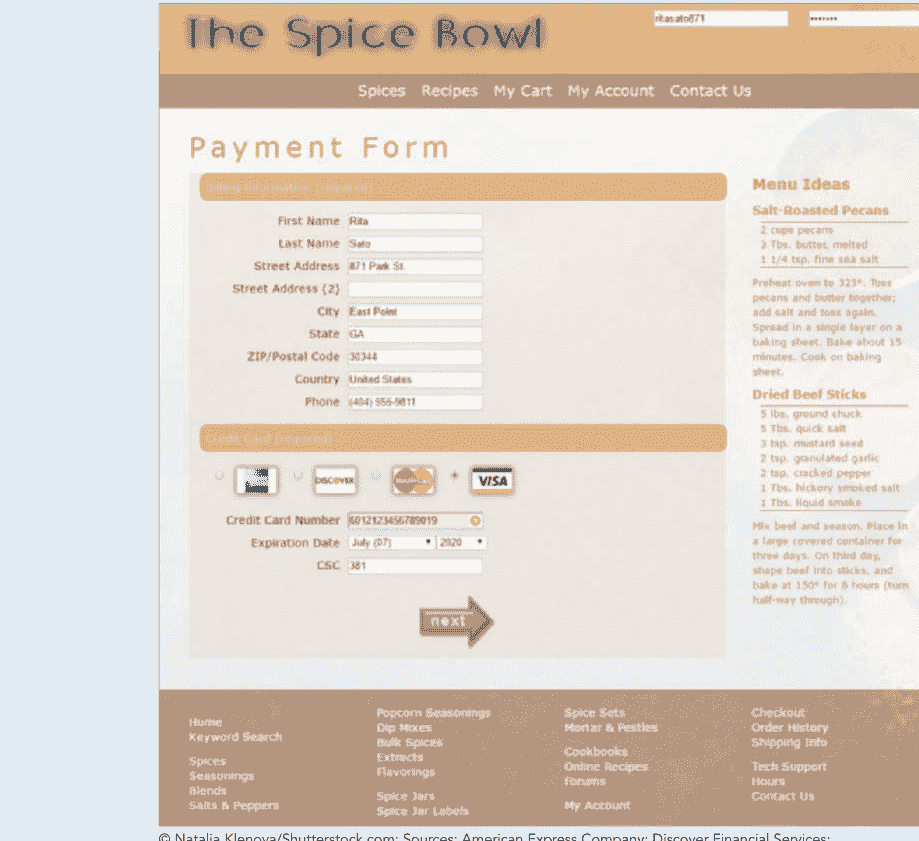 The Spice Bowl
ritasato871
Spices Recipes My Cart My Account Contact Us
Payment Form
Billing Information (required)
First Name Rita
Last Name Sato
Street Address 871 Park St.
Street Address (2)
City East Point
State GA
ZIP/Postal Code 30344
Country United States
Phone (404) 555-9811
Credit Card (required)
DISCOVER
VISA
Credit Card Number 6012123456789019
Expiration Date July (07) 2020
CSC 381
next
Menu Ideas
Salt-Roasted Pecans
2 cups pecans
3 Tbs. butter, melted
1 1/4 tsp. fine sea salt
Preheat oven to 325°. Toss
pecans and butter together;
add salt and toss again.
Spread in a single layer on a
baking sheet. Bake about 15
minutes. Cook on baking
sheet.
Dried Beef Sticks
5 lbs. ground chuck
5 Tbs. quick salt
3 tsp. mustard seed
2 tsp. granulated garlic
2 tsp. cracked pepper
1 Tbs. hickory smoked salt
1 Tbs. liquid smoke
Mix beef and season. Place in
a large covered container for
three days. On third day,
shape beef into sticks, and
bake at 150° for 8 hours (turn
half-way through).
Home
Keyword Search
Spices
Seasonings
Blends
Salts & Peppers
Popcorn Seasonings
Dip Mixes
Bulk Spices
Extracts
Flavorings
Spice Jars
Spice Jar Labels
Spice Sets
Mortar & Pestles
Cookbooks
Online Recipes
Forums
My Account
Checkout
Order History
Shipping Info
Tech Support
Hours
Contact Us
© Natalia Klenova/Shutterstock.com; Sources: American Express Company; Discover Financial Services;